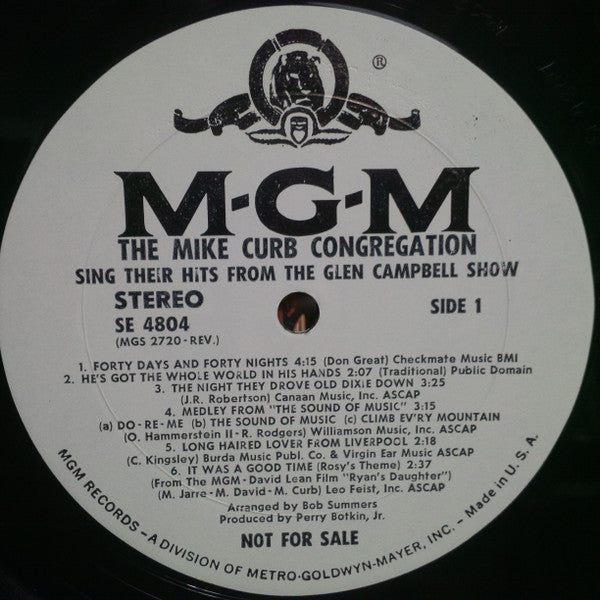 ®
M-G-M
THE MIKE CURB CONGREGATION
SING THEIR HITS FROM THE GLEN CAMPBELL SHOW
STEREO
SIDE 1
SE 4804
(MGS 2720-REV.)
1. FORTY DAYS AND FORTY NIGHTS 4:15 (Don Great) Checkmate Music BMI
2. HE'S GOT THE WHOLE WORLD IN HIS HANDS 2:07 (Traditional) Public Domain
3. THE NIGHT THEY DROVE OLD DIXIE DOWN 3:25
(J.R. Robertson) Canaan Music, Inc. ASCAP
4. MEDLEY FROM "THE SOUND OF MUSIC" 3:15
(a) DO-RE-ME (b) THE SOUND OF MUSIC (c) CLIMB EV'RY MOUNTAIN
(O. Hammerstein II - R. Rodgers) Williamson Music, Inc. ASCAP
5. LONG HAIRED LOVER FROM LIVERPOOL 2:18
(C. Kingsley) Burda Music Publ. Co. & Virgin Ear Music ASCAP
6. IT WAS A GOOD TIME (Rosy's Theme) 2:37
(From The MGM-David Lean Film "Ryan's Daughter")
(M. Jarre-M. David-M. Curb) Leo Feist, Inc. ASCAP
Arranged by Bob Summers
Produced by Perry Botkin, Jr.
NOT FOR SALE
MGM RECORDS - A DIVISION OF METRO-GOLDWYN-MAYER, INC. - Made in U.S.A.